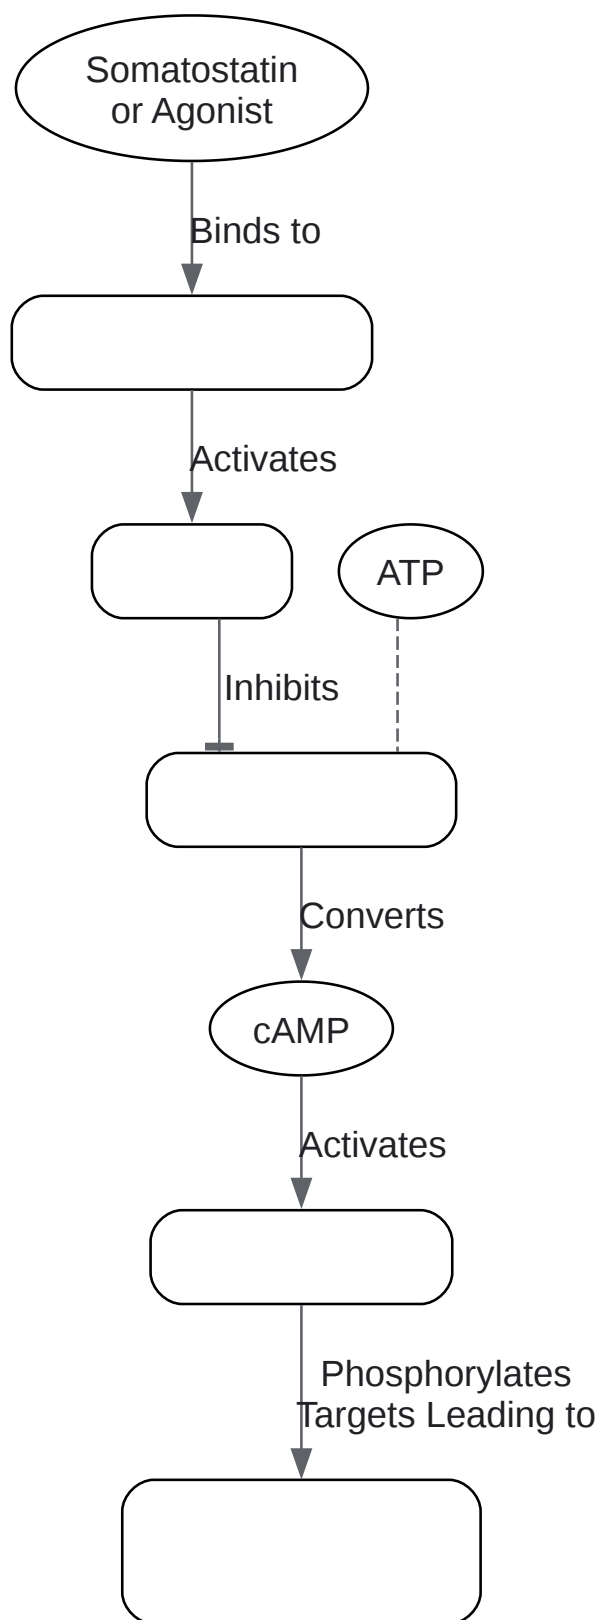 Somatostatin
or Agonist
Binds to
Activates
ATP
Inhibits
Converts
cAMP
Activates
Phosphorylates
Targets Leading to